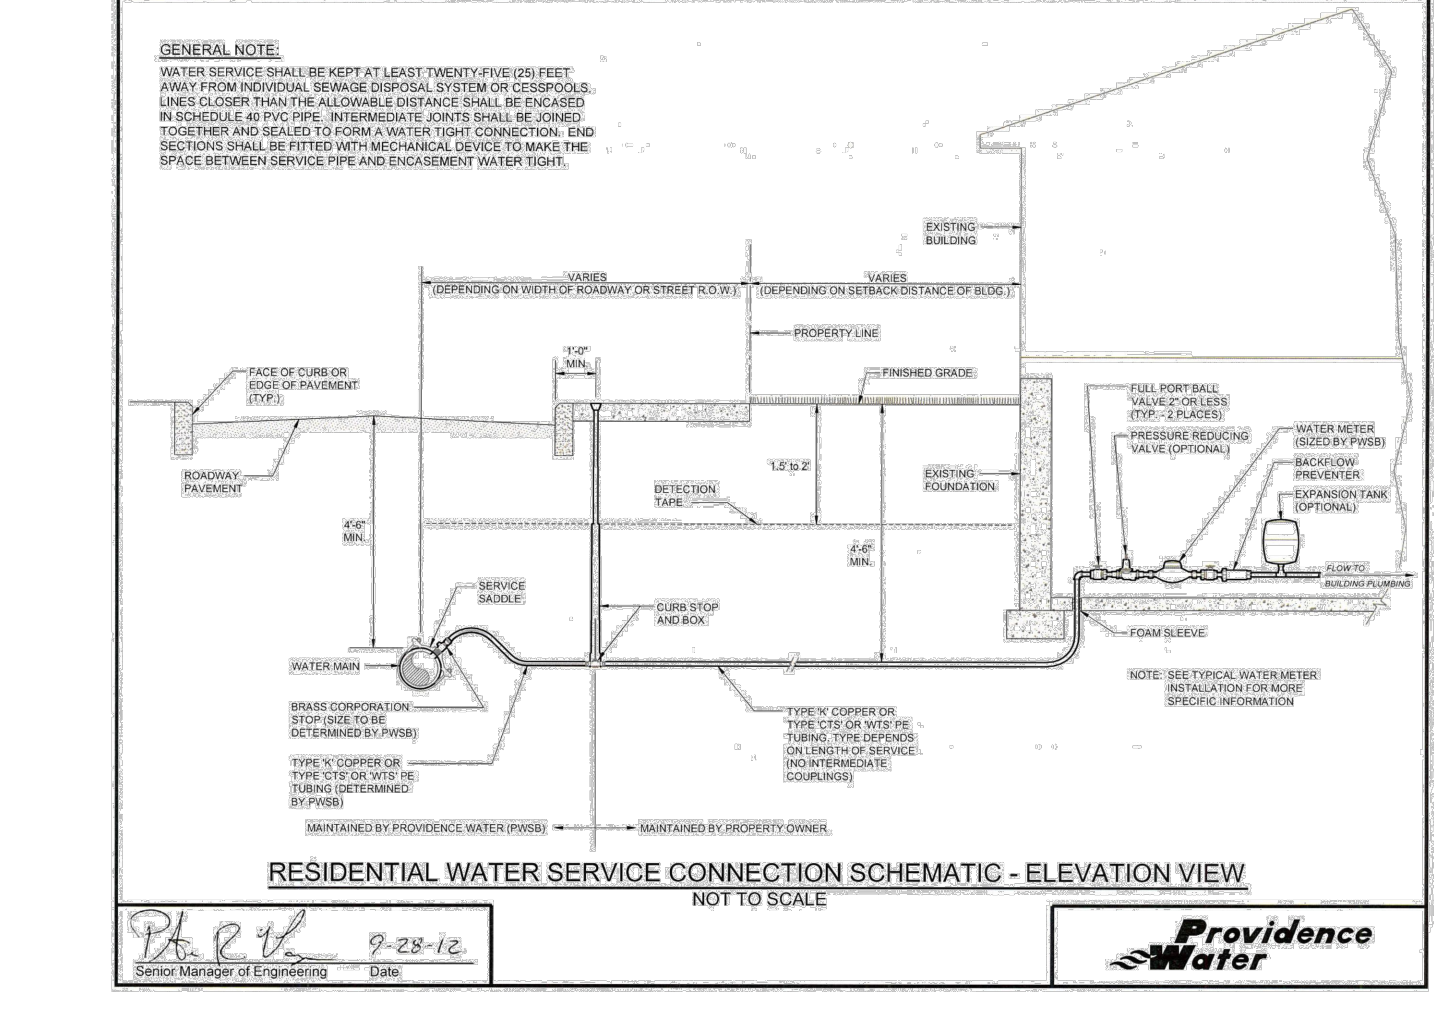 GENERAL NOTE:
WATER SERVICE SHALL BE KEPT AT LEAST TWENTY-FIVE (25) FEET
AWAY FROM INDIVIDUAL SEWAGE DISPOSAL SYSTEM OR CESSPOOLS.
LINES CLOSER THAN THE ALLOWABLE DISTANCE SHALL BE ENCASED
IN SCHEDULE 40 PVC PIPE. INTERMEDIATE JOINTS SHALL BE JOINED
TOGETHER AND SEALED TO FORM A WATER TIGHT CONNECTION. END
SECTIONS SHALL BE FITTED WITH MECHANICAL DEVICE TO MAKE THE
SPACE BETWEEN SERVICE PIPE AND ENCASEMENT WATER TIGHT.
EXISTING
BUILDING
VARIES
(DEPENDING ON WIDTH OF ROADWAY OR STREET R.O.W.)
VARIES
(DEPENDING ON SETBACK DISTANCE OF BLDG.)
PROPERTY LINE
1'-0"
MIN.
FACE OF CURB OR
EDGE OF PAVEMENT
(TYP.)
FINISHED GRADE
FULL PORT BALL
VALVE 2" OR LESS
(TYP. - 2 PLACES)
PRESSURE REDUCING
VALVE (OPTIONAL)
WATER METER
(SIZED BY PWSB)
BACKFLOW
PREVENTER
EXPANSION TANK
(OPTIONAL)
ROADWAY
PAVEMENT
1.5' to 2'
EXISTING
FOUNDATION
DETECTION
TAPE
4'-6"
MIN.
4'-6"
MIN.
FLOW TO
BUILDING PLUMBING
SERVICE
SADDLE
CURB STOP
AND BOX
FOAM SLEEVE
WATER MAIN
NOTE: SEE TYPICAL WATER METER
INSTALLATION FOR MORE
SPECIFIC INFORMATION
BRASS CORPORATION
STOP (SIZE TO BE
DETERMINED BY PWSB)
TYPE 'K' COPPER OR
TYPE 'CTS' OR 'WTS' PE
TUBING. TYPE DEPENDS
ON LENGTH OF SERVICE
(NO INTERMEDIATE
COUPLINGS)
TYPE 'K' COPPER OR
TYPE 'CTS' OR 'WTS' PE
TUBING (DETERMINED
BY PWSB)
MAINTAINED BY PROVIDENCE WATER (PWSB)
MAINTAINED BY PROPERTY OWNER
RESIDENTIAL WATER SERVICE CONNECTION SCHEMATIC - ELEVATION VIEW
NOT TO SCALE
9-28-12
Senior Manager of Engineering Date
Providence
Water